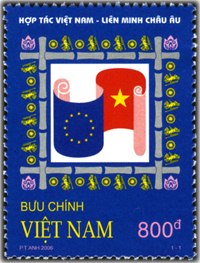 HỢP TÁC VIỆT NAM - LIÊN MINH CHÂU ÂU
BƯU CHÍNH
VIỆT NAM 800đ
P.T. ANH 2006 1 - 1